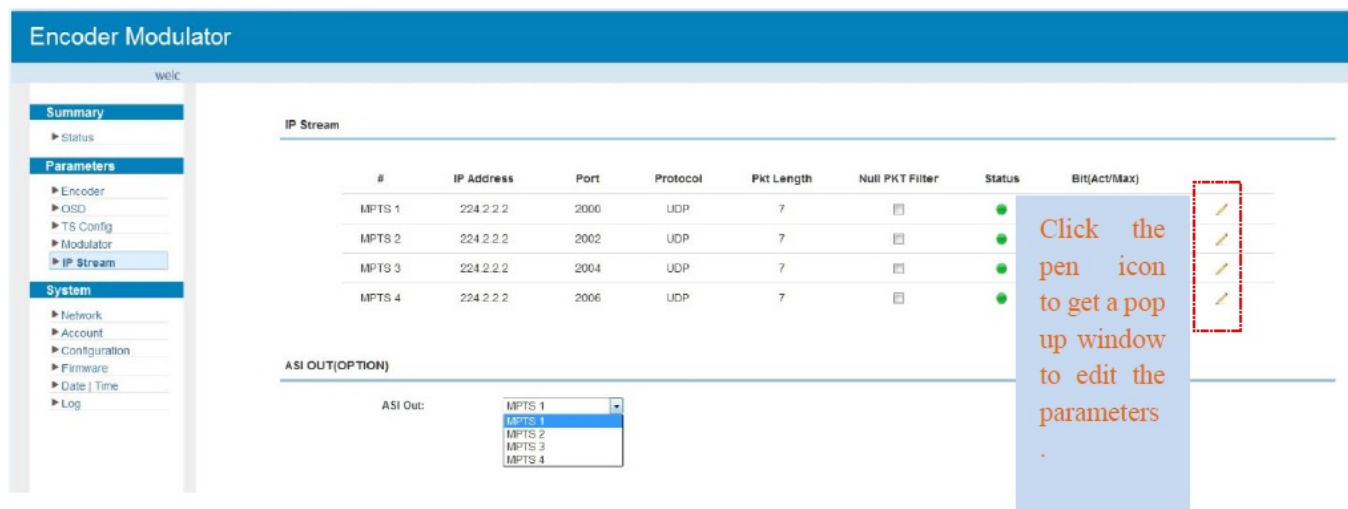 Encoder Modulator
welc
Summary
Status
Parameters
Encoder
OSD
TS Config
Modulator
IP Stream
System
Network
Account
Configuration
Firmware
Date | Time
Log
IP Stream
# IP Address Port Protocol Pkt Length Null PKT Filter Status Bit(Act/Max)
MPTS 1 224.2.2.2 2000 UDP 7
MPTS 2 224.2.2.2 2002 UDP 7
MPTS 3 224.2.2.2 2004 UDP 7
MPTS 4 224.2.2.2 2006 UDP 7
Click the
pen icon
to get a pop
up window
to edit the
parameters
.
ASI OUT(OPTION)
ASI Out: MPTS 1
MPTS 1
MPTS 2
MPTS 3
MPTS 4